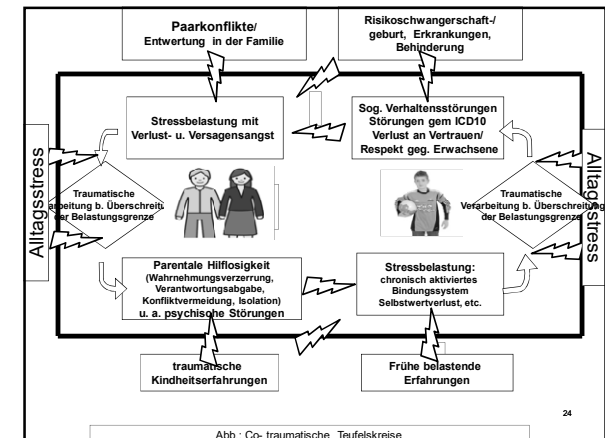 Paarkonflikte/
Entwertung in der Familie
Risikoschwangerschaft-/
geburt, Erkrankungen,
Behinderung
Stressbelastung mit
Verlust- u. Versagensangst
Sog. Verhaltensstörungen
Störungen gem ICD10
Verlust an Vertrauen/
Respekt geg. Erwachsene
Alltagsstress
Traumatische
arbeitung b. Überschreit.
der Belastungsgrenze
Traumatische
Verarbeitung b. Überschreitung
der Belastungsgrenze
Alltagsstress
Parentale Hilflosigkeit
(Wahrnehmungsverzerrung,
Verantwortungsabgabe,
Konfliktvermeidung, Isolation)
u. a. psychische Störungen
Stressbelastung:
chronisch aktiviertes
Bindungssystem
Selbstwertverlust, etc.
traumatische
Kindheitserfahrungen
Frühe belastende
Erfahrungen
24
Abb.: Co- traumatische Teufelskreise